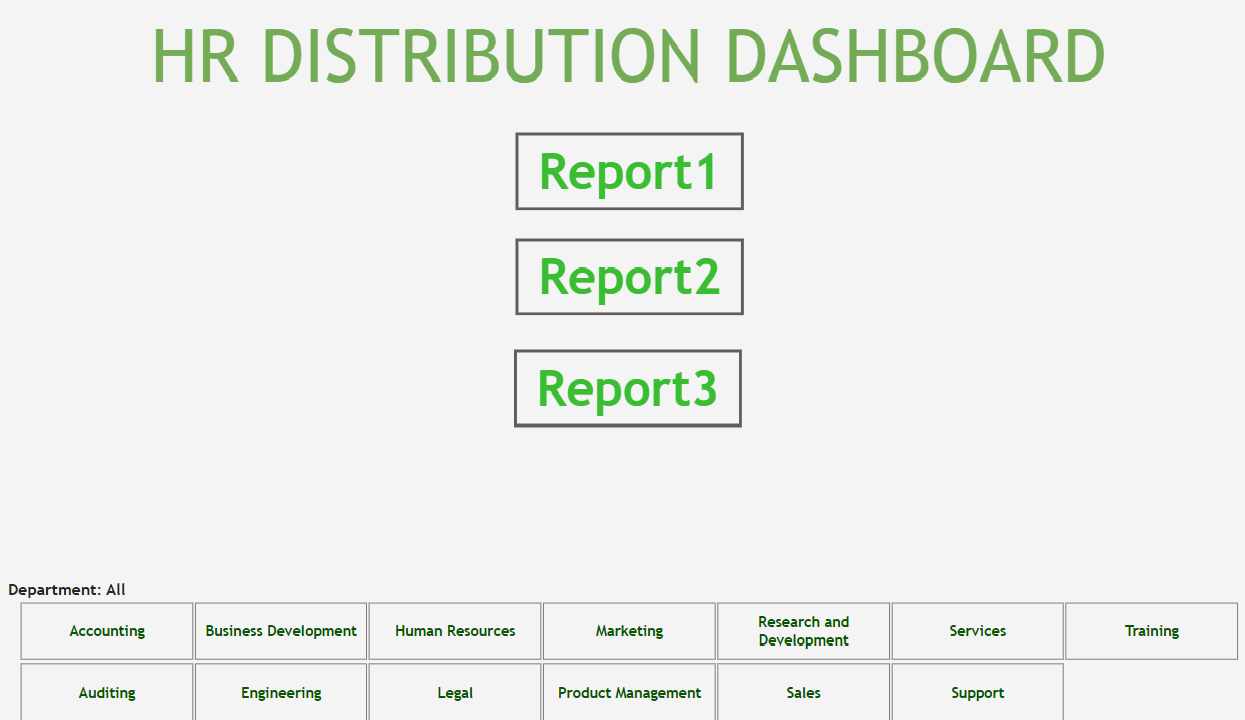 HR DISTRIBUTION DASHBOARD
Report1
Report2
Report3
Department: All
Accounting
Business Development
Human Resources
Marketing
Research and
Development
Services
Training
Auditing
Engineering
Legal
Product Management
Sales
Support